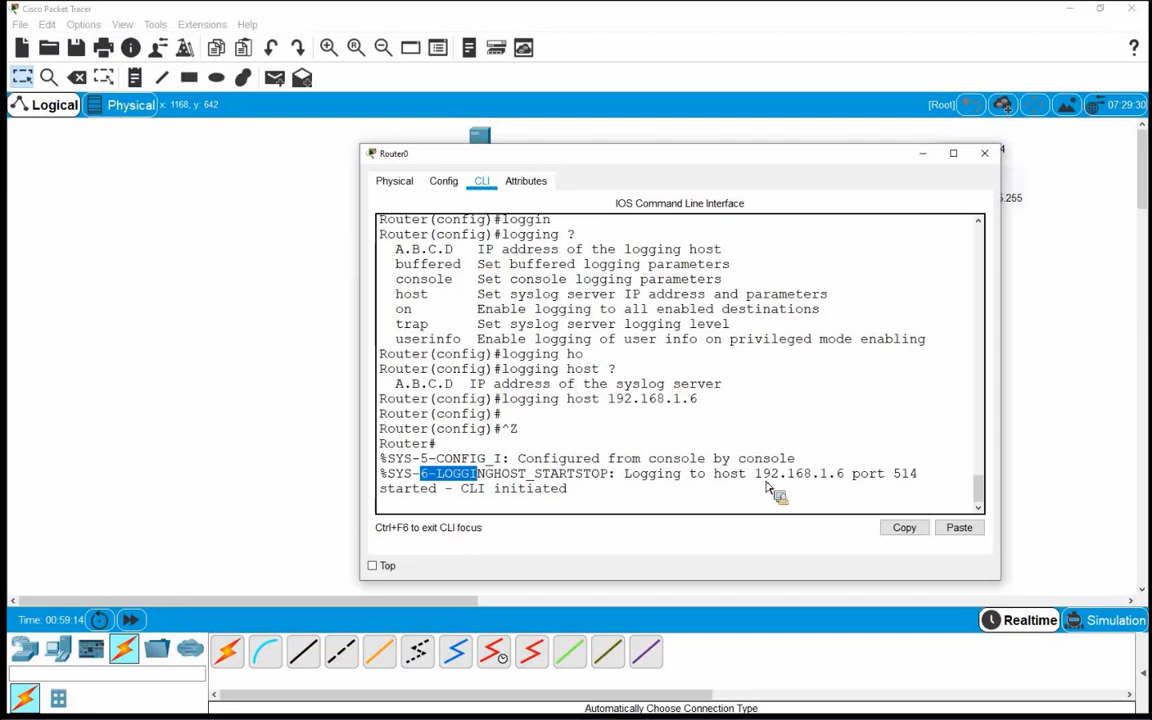 Cisco Packet Tracer
File Edit Options View Tools Extensions Help
?
Logical Physical x: 1168, y: 642 [Root] 07:29:30
4
Router0
Physical Config CLI Attributes
.255
IOS Command Line Interface
Router(config)#loggin
Router(config)#logging ?
A.B.C.D IP address of the logging host
buffered Set buffered logging parameters
console Set console logging parameters
host Set syslog server IP address and parameters
on Enable logging to all enabled destinations
trap Set syslog server logging level
userinfo Enable logging of user info on privileged mode enabling
Router(config)#logging ho
Router(config)#logging host ?
A.B.C.D IP address of the syslog server
Router(config)#logging host 192.168.1.6
Router(config)#
Router(config)#^Z
Router#
%SYS-5-CONFIG_I: Configured from console by console
%SYS-6-LOGGINGHOST_STARTSTOP: Logging to host 192.168.1.6 port 514
started - CLI initiated
Ctrl+F6 to exit CLI focus Copy Paste
Top
Time: 00:59:14 Realtime Simulation
Automatically Choose Connection Type